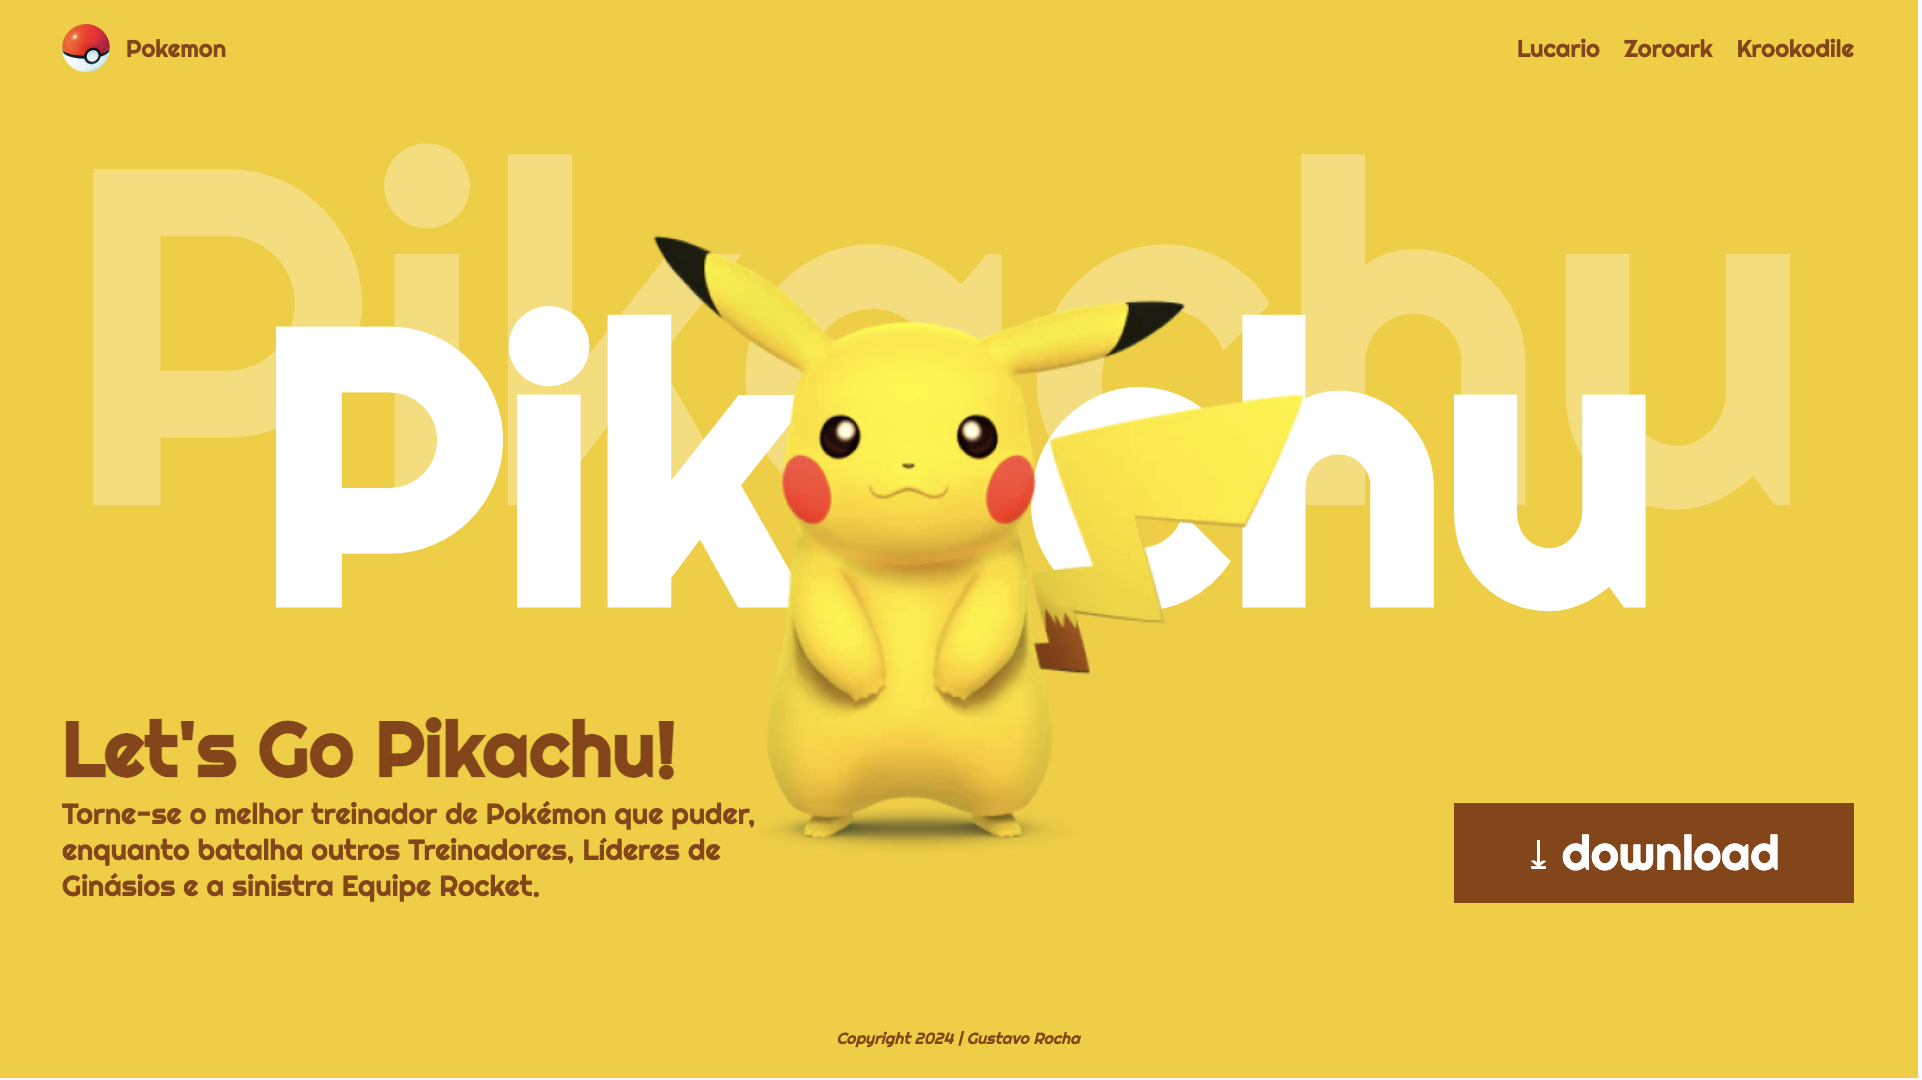 Pokemon
Lucario Zoroark Krookodile
Pikachu
Pikachu
Let's Go Pikachu!
Torne-se o melhor treinador de Pokémon que puder,
enquanto batalha outros Treinadores, Líderes de
Ginásios e a sinistra Equipe Rocket.
download
Copyright 2024 | Gustavo Rocha